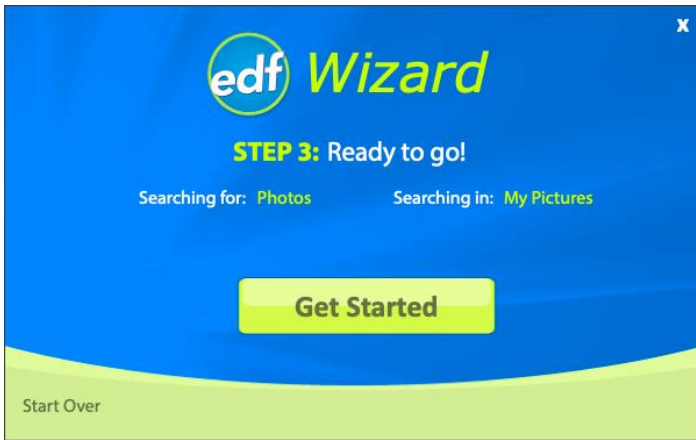 x
edf Wizard
STEP 3: Ready to go!
Searching for: Photos Searching in: My Pictures
Get Started
Start Over